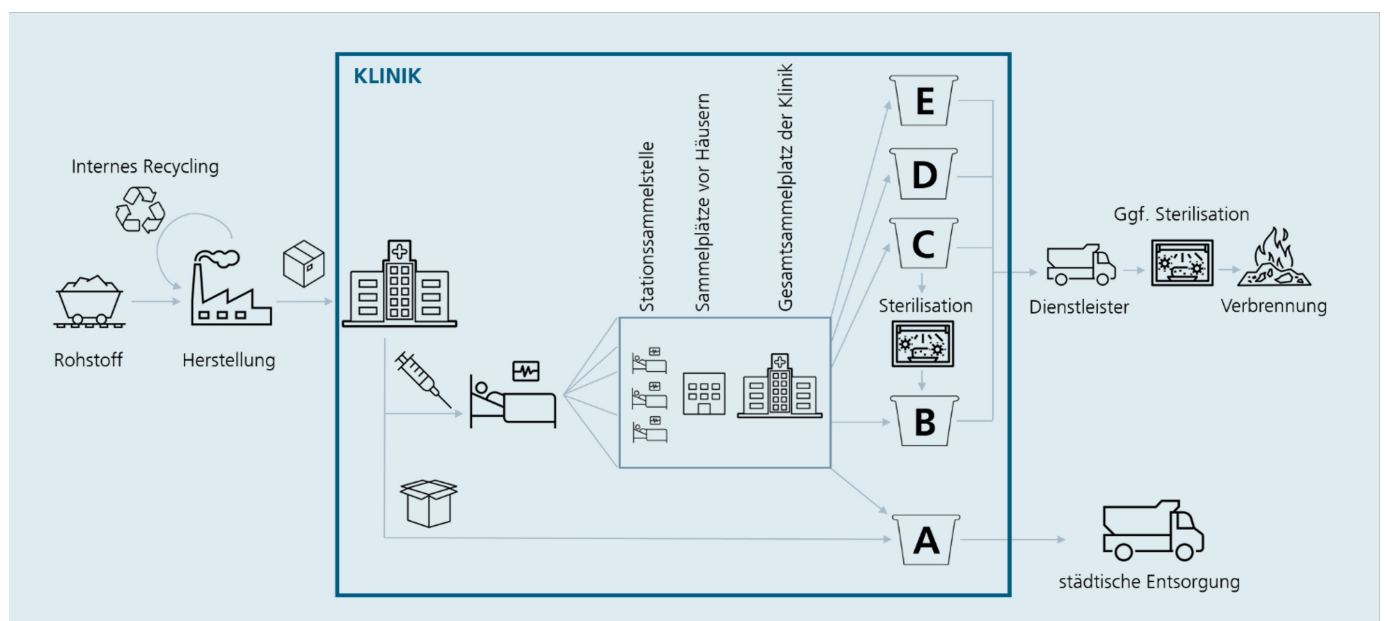 KLINIK
Internes Recycling
Rohstoff
Herstellung
Stationssammelstelle
Sammelplätze vor Häusern
Gesamtsammelplatz der Klinik
E
D
C
Sterilisation
B
A
Dienstleister
Ggf. Sterilisation
Verbrennung
städtische Entsorgung